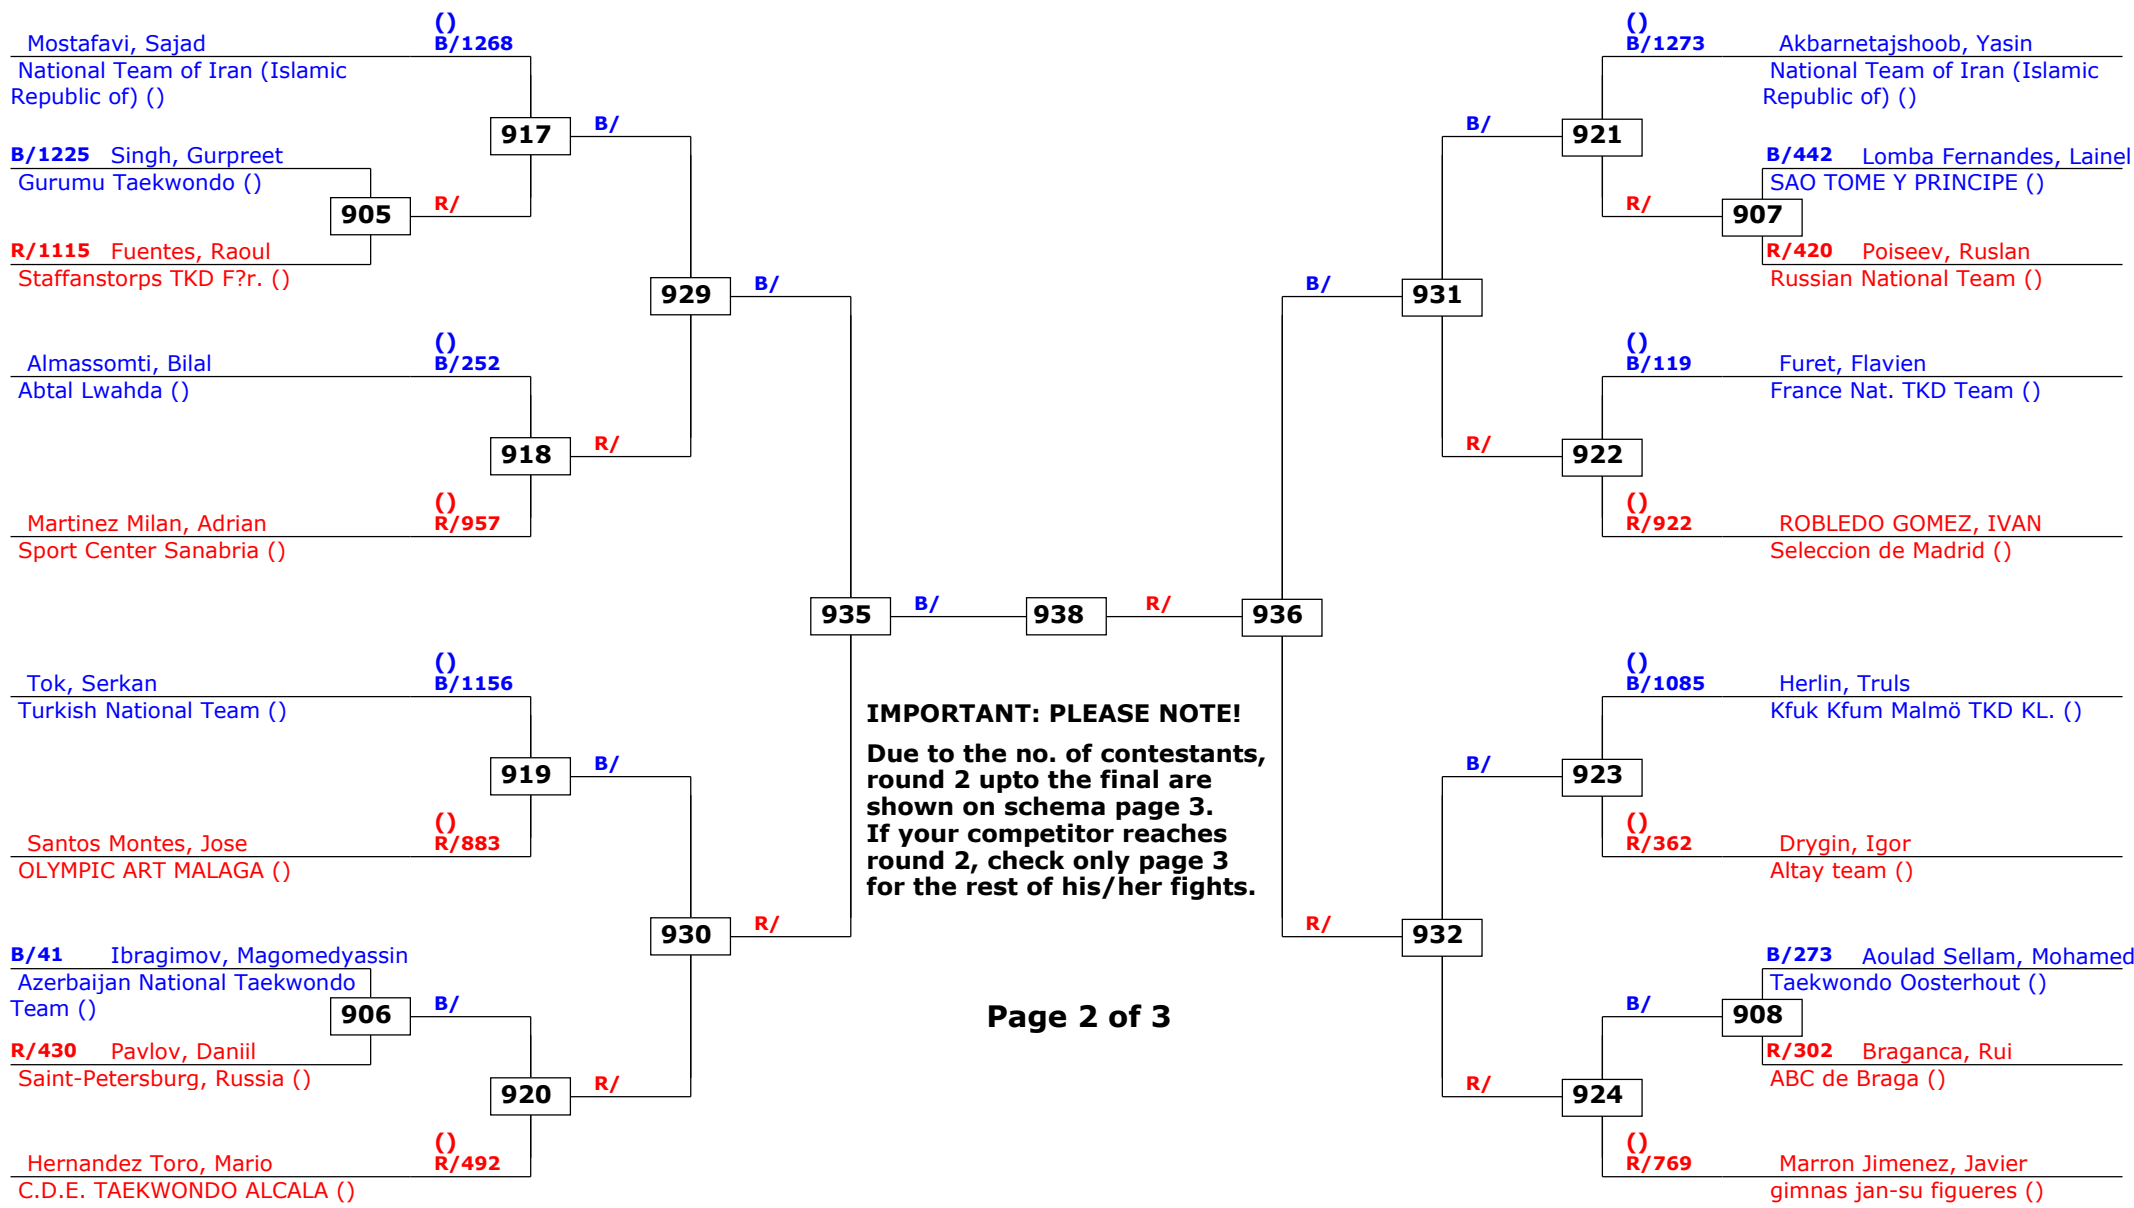 ()
Mostafavi, Sajad B/1268
National Team of Iran (Islamic
Republic of) ()
917 B/
B/1225 Singh, Gurpreet
Gurumu Taekwondo ()
905 R/
R/1115 Fuentes, Raoul
Staffanstorps TKD F?r. ()
929 B/
()
Almassomti, Bilal B/252
Abtal Lwahda ()
918 R/
()
Martinez Milan, Adrian R/957
Sport Center Sanabria ()
935 B/ 938 R/ 936
()
Tok, Serkan B/1156
Turkish National Team ()
919 B/
()
Santos Montes, Jose R/883
OLYMPIC ART MALAGA ()
930 R/
B/41 Ibragimov, Magomedyassin
Azerbaijan National Taekwondo
Team ()
906 B/
R/430 Pavlov, Daniil
Saint-Petersburg, Russia ()
920 R/
()
Hernandez Toro, Mario R/492
C.D.E. TAEKWONDO ALCALA ()
IMPORTANT: PLEASE NOTE!
Due to the no. of contestants,
round 2 upto the final are
shown on schema page 3.
If your competitor reaches
round 2, check only page 3
for the rest of his/her fights.
Page 2 of 3
()
B/1273 Akbarnetajshoob, Yasin
National Team of Iran (Islamic
Republic of) ()
B/ 921
B/442 Lomba Fernandes, Lainel
SAO TOME Y PRINCIPE ()
R/ 907
R/420 Poiseev, Ruslan
Russian National Team ()
B/ 931
()
B/119 Furet, Flavien
France Nat. TKD Team ()
R/ 922
()
R/922 ROBLEDO GOMEZ, IVAN
Seleccion de Madrid ()
()
B/1085 Herlin, Truls
Kfuk Kfum Malmö TKD KL. ()
B/ 923
()
R/362 Drygin, Igor
Altay team ()
R/ 932
B/273 Aoulad Sellam, Mohamed
Taekwondo Oosterhout ()
B/ 908
R/302 Braganca, Rui
ABC de Braga ()
R/ 924
()
R/769 Marron Jimenez, Javier
gimnas jan-su figueres ()